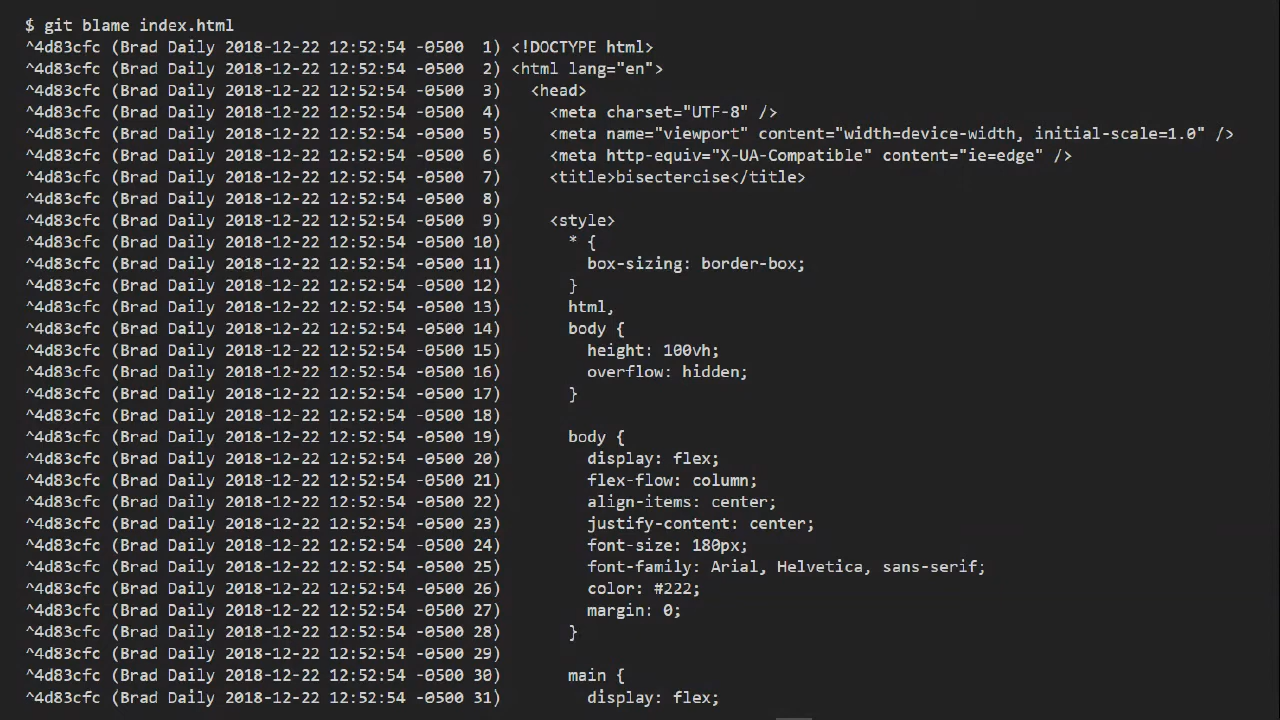 $ git blame index.html
^4d83cfc (Brad Daily 2018-12-22 12:52:54 -0500  1) <!DOCTYPE html>
^4d83cfc (Brad Daily 2018-12-22 12:52:54 -0500  2) <html lang="en">
^4d83cfc (Brad Daily 2018-12-22 12:52:54 -0500  3)   <head>
^4d83cfc (Brad Daily 2018-12-22 12:52:54 -0500  4)     <meta charset="UTF-8" />
^4d83cfc (Brad Daily 2018-12-22 12:52:54 -0500  5)     <meta name="viewport" content="width=device-width, initial-scale=1.0" />
^4d83cfc (Brad Daily 2018-12-22 12:52:54 -0500  6)     <meta http-equiv="X-UA-Compatible" content="ie=edge" />
^4d83cfc (Brad Daily 2018-12-22 12:52:54 -0500  7)     <title>bisectercise</title>
^4d83cfc (Brad Daily 2018-12-22 12:52:54 -0500  8)
^4d83cfc (Brad Daily 2018-12-22 12:52:54 -0500  9)     <style>
^4d83cfc (Brad Daily 2018-12-22 12:52:54 -0500 10)       * {
^4d83cfc (Brad Daily 2018-12-22 12:52:54 -0500 11)         box-sizing: border-box;
^4d83cfc (Brad Daily 2018-12-22 12:52:54 -0500 12)       }
^4d83cfc (Brad Daily 2018-12-22 12:52:54 -0500 13)       html,
^4d83cfc (Brad Daily 2018-12-22 12:52:54 -0500 14)       body {
^4d83cfc (Brad Daily 2018-12-22 12:52:54 -0500 15)         height: 100vh;
^4d83cfc (Brad Daily 2018-12-22 12:52:54 -0500 16)         overflow: hidden;
^4d83cfc (Brad Daily 2018-12-22 12:52:54 -0500 17)       }
^4d83cfc (Brad Daily 2018-12-22 12:52:54 -0500 18)
^4d83cfc (Brad Daily 2018-12-22 12:52:54 -0500 19)       body {
^4d83cfc (Brad Daily 2018-12-22 12:52:54 -0500 20)         display: flex;
^4d83cfc (Brad Daily 2018-12-22 12:52:54 -0500 21)         flex-flow: column;
^4d83cfc (Brad Daily 2018-12-22 12:52:54 -0500 22)         align-items: center;
^4d83cfc (Brad Daily 2018-12-22 12:52:54 -0500 23)         justify-content: center;
^4d83cfc (Brad Daily 2018-12-22 12:52:54 -0500 24)         font-size: 180px;
^4d83cfc (Brad Daily 2018-12-22 12:52:54 -0500 25)         font-family: Arial, Helvetica, sans-serif;
^4d83cfc (Brad Daily 2018-12-22 12:52:54 -0500 26)         color: #222;
^4d83cfc (Brad Daily 2018-12-22 12:52:54 -0500 27)         margin: 0;
^4d83cfc (Brad Daily 2018-12-22 12:52:54 -0500 28)       }
^4d83cfc (Brad Daily 2018-12-22 12:52:54 -0500 29)
^4d83cfc (Brad Daily 2018-12-22 12:52:54 -0500 30)       main {
^4d83cfc (Brad Daily 2018-12-22 12:52:54 -0500 31)         display: flex;